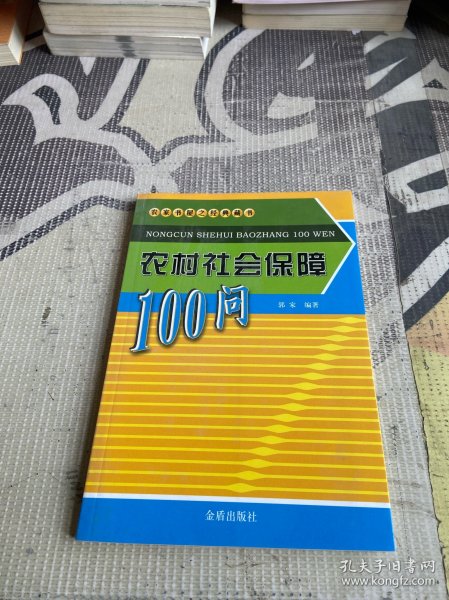 农家书屋之经典藏书
NONGCUN SHEHUI BAOZHANG 100 WEN
农村社会保障
100问
郭家 编著
金盾出版社
孔夫子旧书网
www.kongfz.com